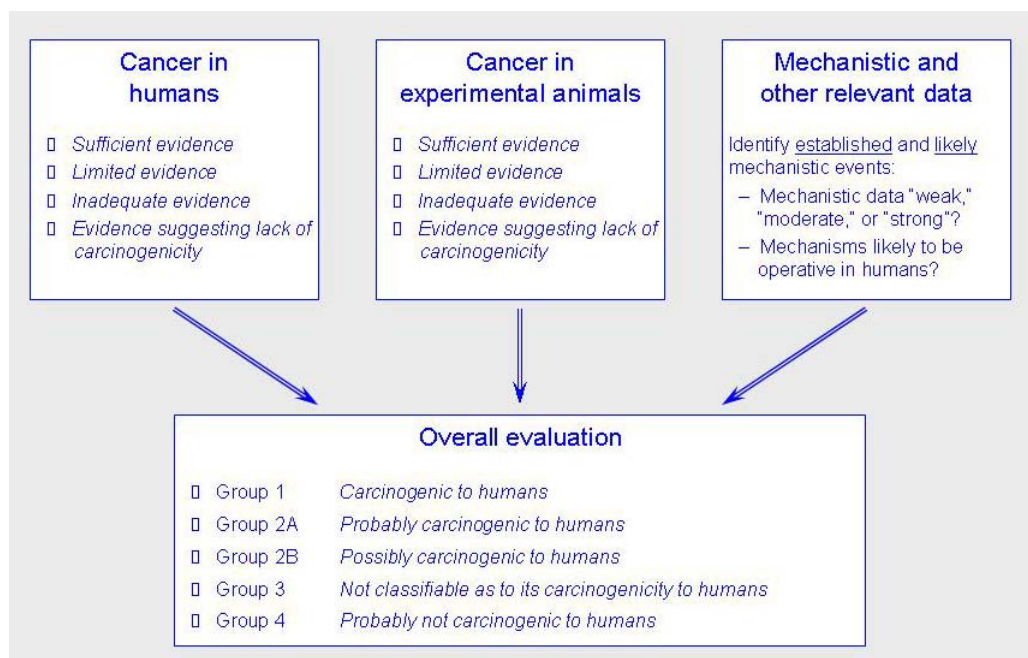 Cancer in
humans
▯ Sufficient evidence
▯ Limited evidence
▯ Inadequate evidence
▯ Evidence suggesting lack of
carcinogenicity
Cancer in
experimental animals
▯ Sufficient evidence
▯ Limited evidence
▯ Inadequate evidence
▯ Evidence suggesting lack of
carcinogenicity
Mechanistic and
other relevant data
Identify established and likely
mechanistic events:
– Mechanistic data "weak,"
"moderate," or "strong"?
– Mechanisms likely to be
operative in humans?
Overall evaluation
▯ Group 1 Carcinogenic to humans
▯ Group 2A Probably carcinogenic to humans
▯ Group 2B Possibly carcinogenic to humans
▯ Group 3 Not classifiable as to its carcinogenicity to humans
▯ Group 4 Probably not carcinogenic to humans